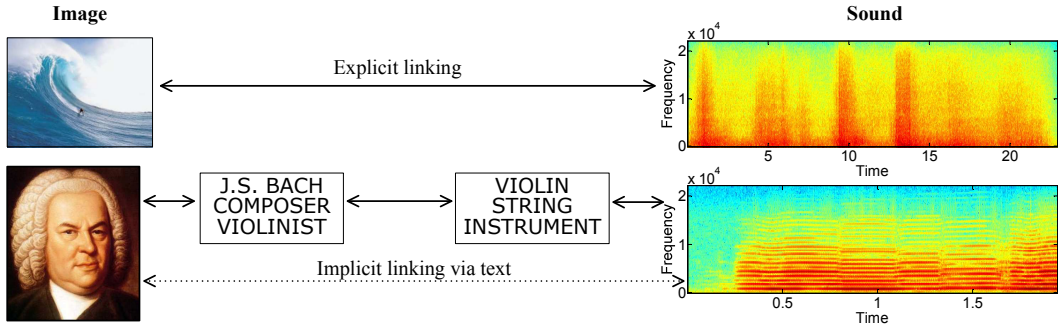 Image
Sound
Explicit linking
x 10^4
2
1
0
Frequency
5 10 15 20
Time
J.S. BACH
COMPOSER
VIOLINIST
VIOLIN
STRING
INSTRUMENT
Implicit linking via text
x 10^4
2
1
0
Frequency
0.5 1 1.5
Time